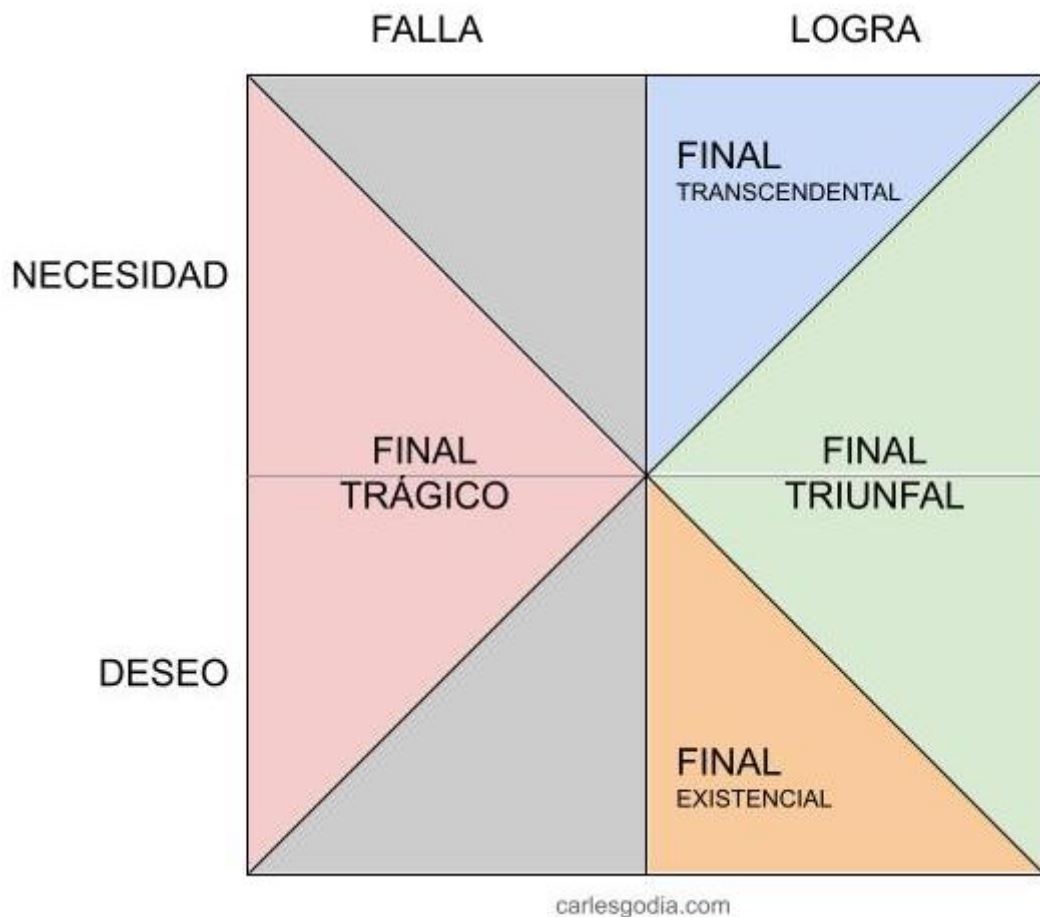 FALLA
LOGRA
FINAL
TRANSCENDENTAL
NECESIDAD
FINAL
TRÁGICO
FINAL
TRIUNFAL
DESEO
FINAL
EXISTENCIAL
carlesgodia.com